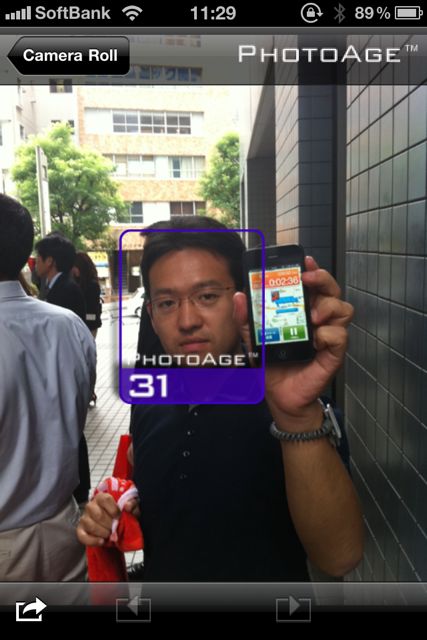 SoftBank 11:29 89%
Camera Roll PHOTOAGE™
0:02:36
PHOTOAGE™
31